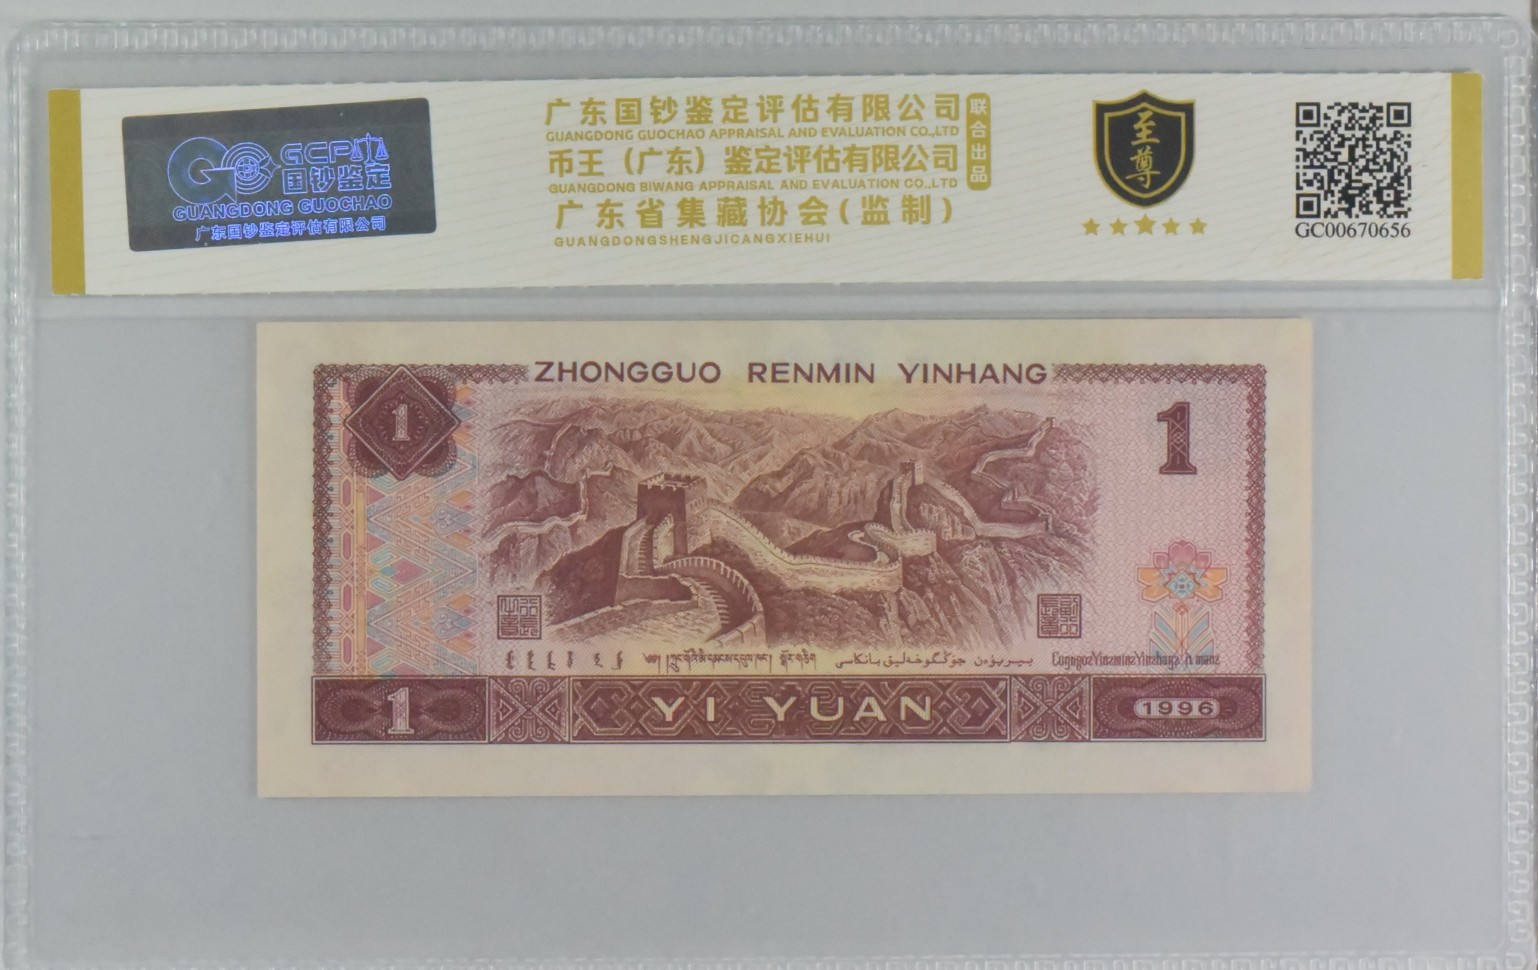 GCP
国钞鉴定
GUANGDONG GUOCHAO
广东国钞鉴定评估有限公司
广东国钞鉴定评估有限公司
GUANGDONG GUOCHAO APPRAISAL AND EVALUATION CO.,LTD
币王（广东）鉴定评估有限公司
GUANGDONG BIWANG APPRAISAL AND EVALUATION CO.,LTD
广东省集藏协会(监制)
GUANGDONGSHENGJICANGXIEHUI
联合出品
至尊
GC00670656
ZHONGGUO RENMIN YINHANG
1
1
1
YI YUAN
1996